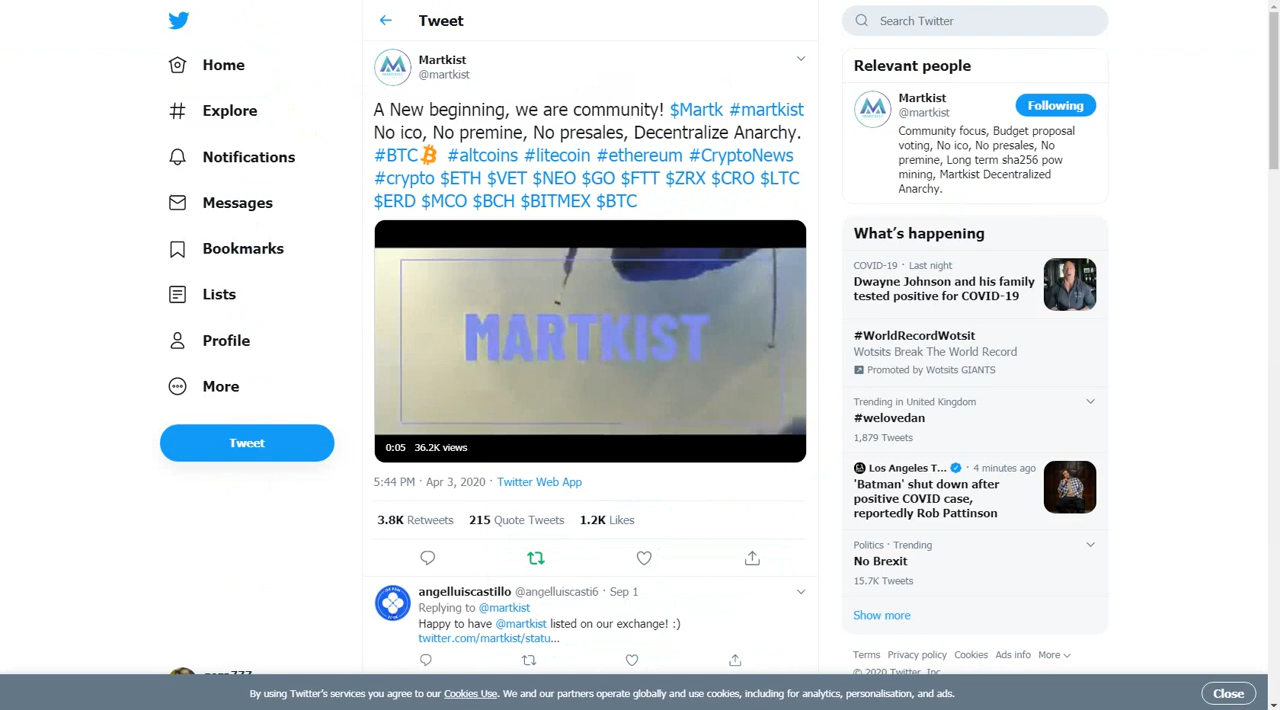 Home
Explore
Notifications
Messages
Bookmarks
Lists
Profile
More
Tweet
Tweet
Martkist
@martkist
A New beginning, we are community! $Martk #martkist
No ico, No premine, No presales, Decentralize Anarchy.
#BTC #altcoins #litecoin #ethereum #CryptoNews
#crypto $ETH $VET $NEO $GO $FTT $ZRX $CRO $LTC
$ERD $MCO $BCH $BITMEX $BTC
MARTKIST
0:05 36.2K views
5:44 PM · Apr 3, 2020 · Twitter Web App
3.8K Retweets 215 Quote Tweets 1.2K Likes
angelluiscastillo @angelluiscasti6 · Sep 1
Replying to @martkist
Happy to have @martkist listed on our exchange! :)
twitter.com/martkist/statu...
Search Twitter
Relevant people
Martkist
@martkist
Following
Community focus, Budget proposal
voting, No ico, No presales, No
premine, Long term sha256 pow
mining, Martkist Decentralized
Anarchy.
What's happening
COVID-19 · Last night
Dwayne Johnson and his family
tested positive for COVID-19
#WorldRecordWotsit
Wotsits Break The World Record
Promoted by Wotsits GIANTS
Trending in United Kingdom
#welovedan
1,879 Tweets
Los Angeles T... · 4 minutes ago
'Batman' shut down after
positive COVID case,
reportedly Rob Pattinson
Politics · Trending
No Brexit
15.7K Tweets
Show more
Terms Privacy policy Cookies Ads info More
© 2020 Twitter, Inc.
By using Twitter's services you agree to our Cookies Use. We and our partners operate globally and use cookies, including for analytics, personalisation, and ads.
Close